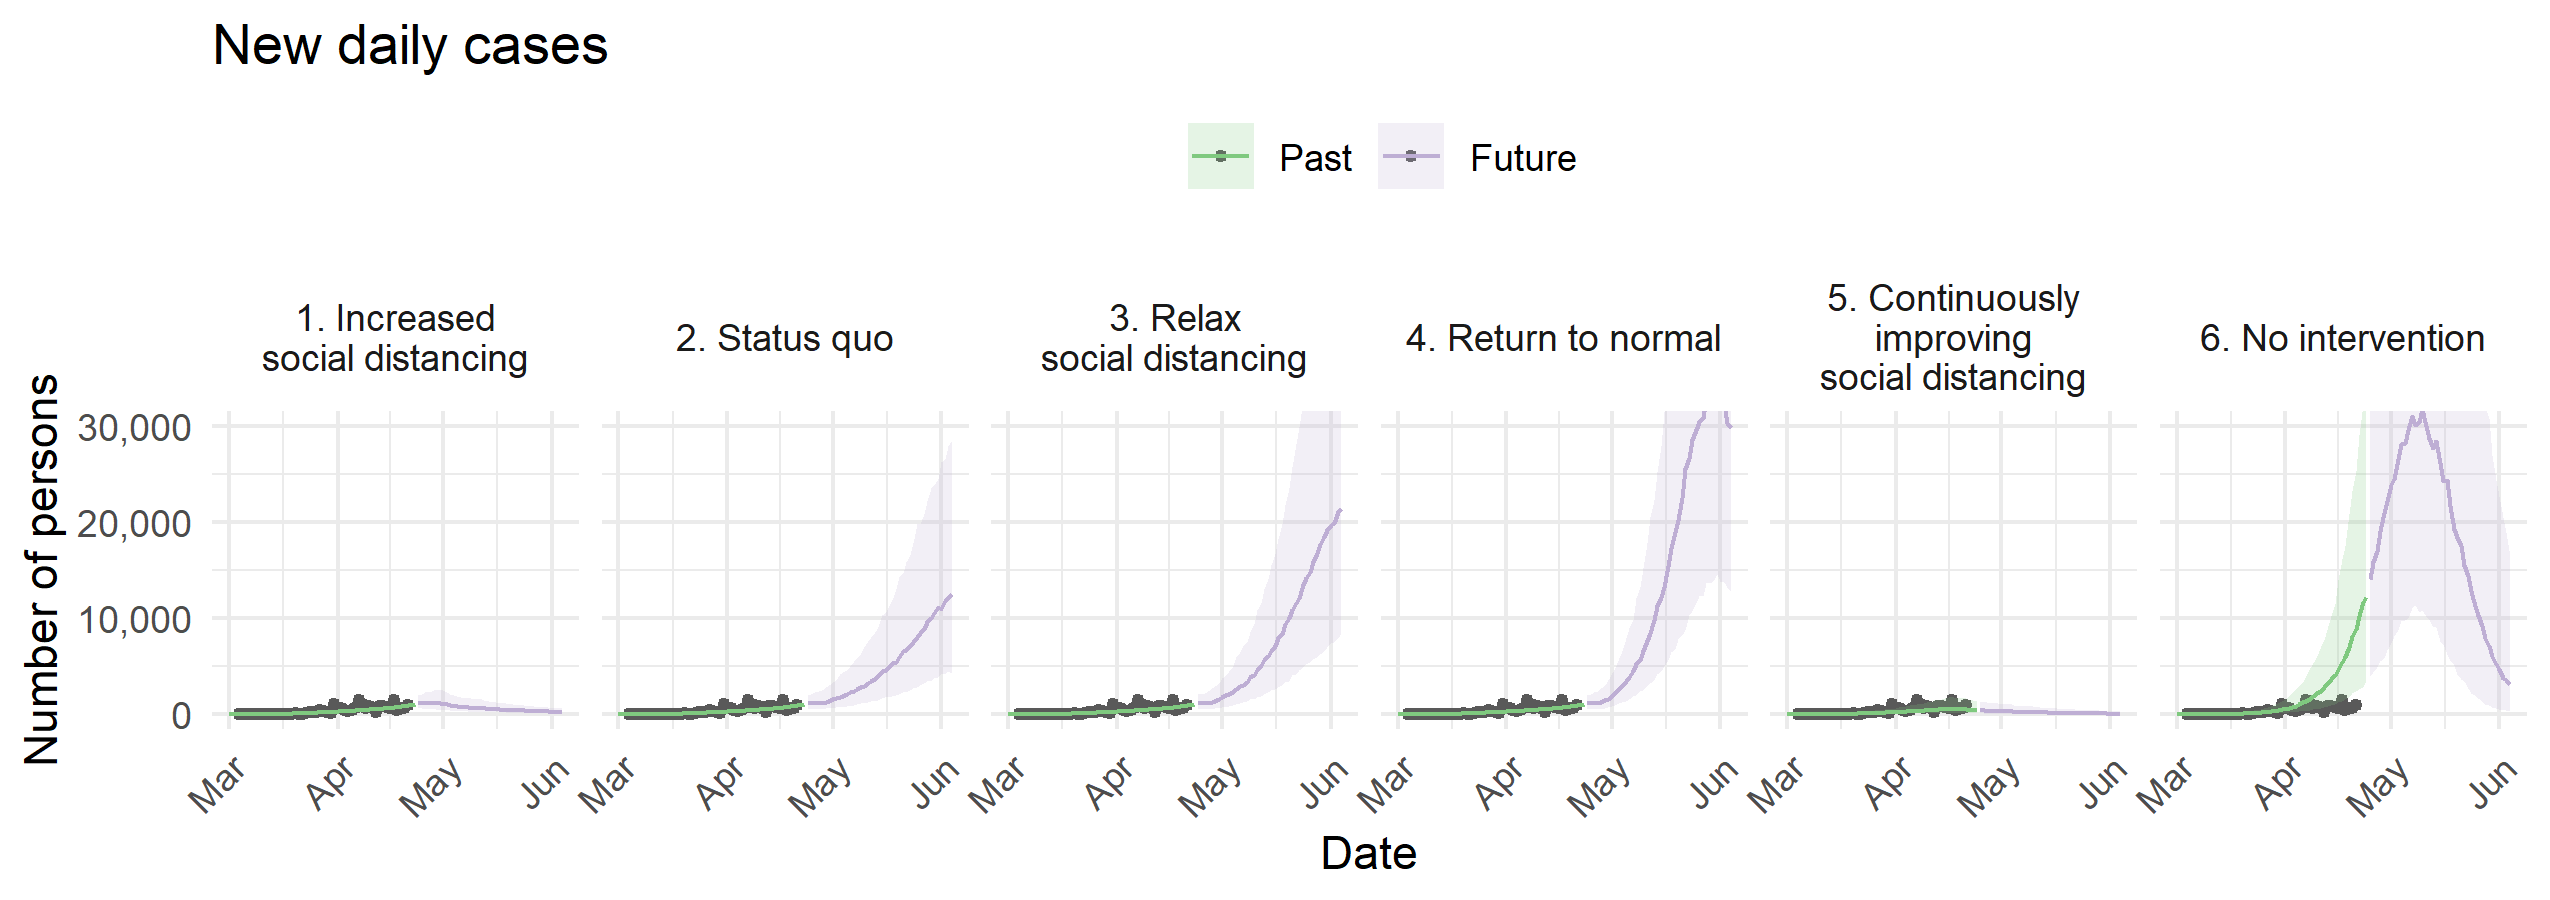 New daily cases
Past
Future
1. Increased
social distancing
2. Status quo
3. Relax
social distancing
4. Return to normal
5. Continuously
improving
social distancing
6. No intervention
Number of persons
30,000
20,000
10,000
0
Mar Apr May Jun
Mar Apr May Jun
Mar Apr May Jun
Mar Apr May Jun
Mar Apr May Jun
Mar Apr May Jun
Date